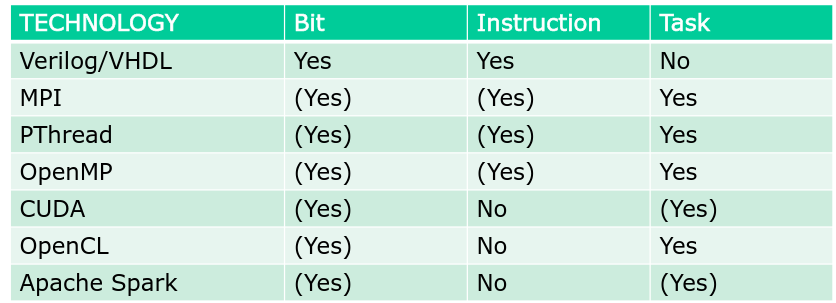 TECHNOLOGY Bit Instruction Task
Verilog/VHDL Yes Yes No
MPI (Yes) (Yes) Yes
PThread (Yes) (Yes) Yes
OpenMP (Yes) (Yes) Yes
CUDA (Yes) No (Yes)
OpenCL (Yes) No Yes
Apache Spark (Yes) No (Yes)